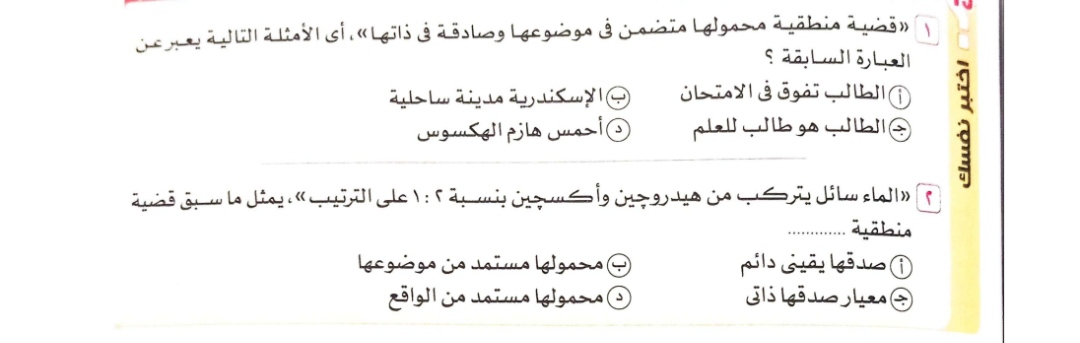 اختبر نفسك
١ «قضية منطقية محمولها متضمن فى موضوعها وصادقة فى ذاتها»، أى الأمثلة التالية يعبر عن
العبارة السابقة ؟
أ الطالب تفوق فى الامتحان ب الإسكندرية مدينة ساحلية
ج الطالب هو طالب للعلم د أحمس هازم الهكسوس
٢ «الماء سائل يتركب من هيدروجين وأكسجين بنسبة ٢ : ١ على الترتيب»، يمثل ما سبق قضية
منطقية ..............
أ صدقها يقينى دائم ب محمولها مستمد من موضوعها
ج معيار صدقها ذاتى د محمولها مستمد من الواقع